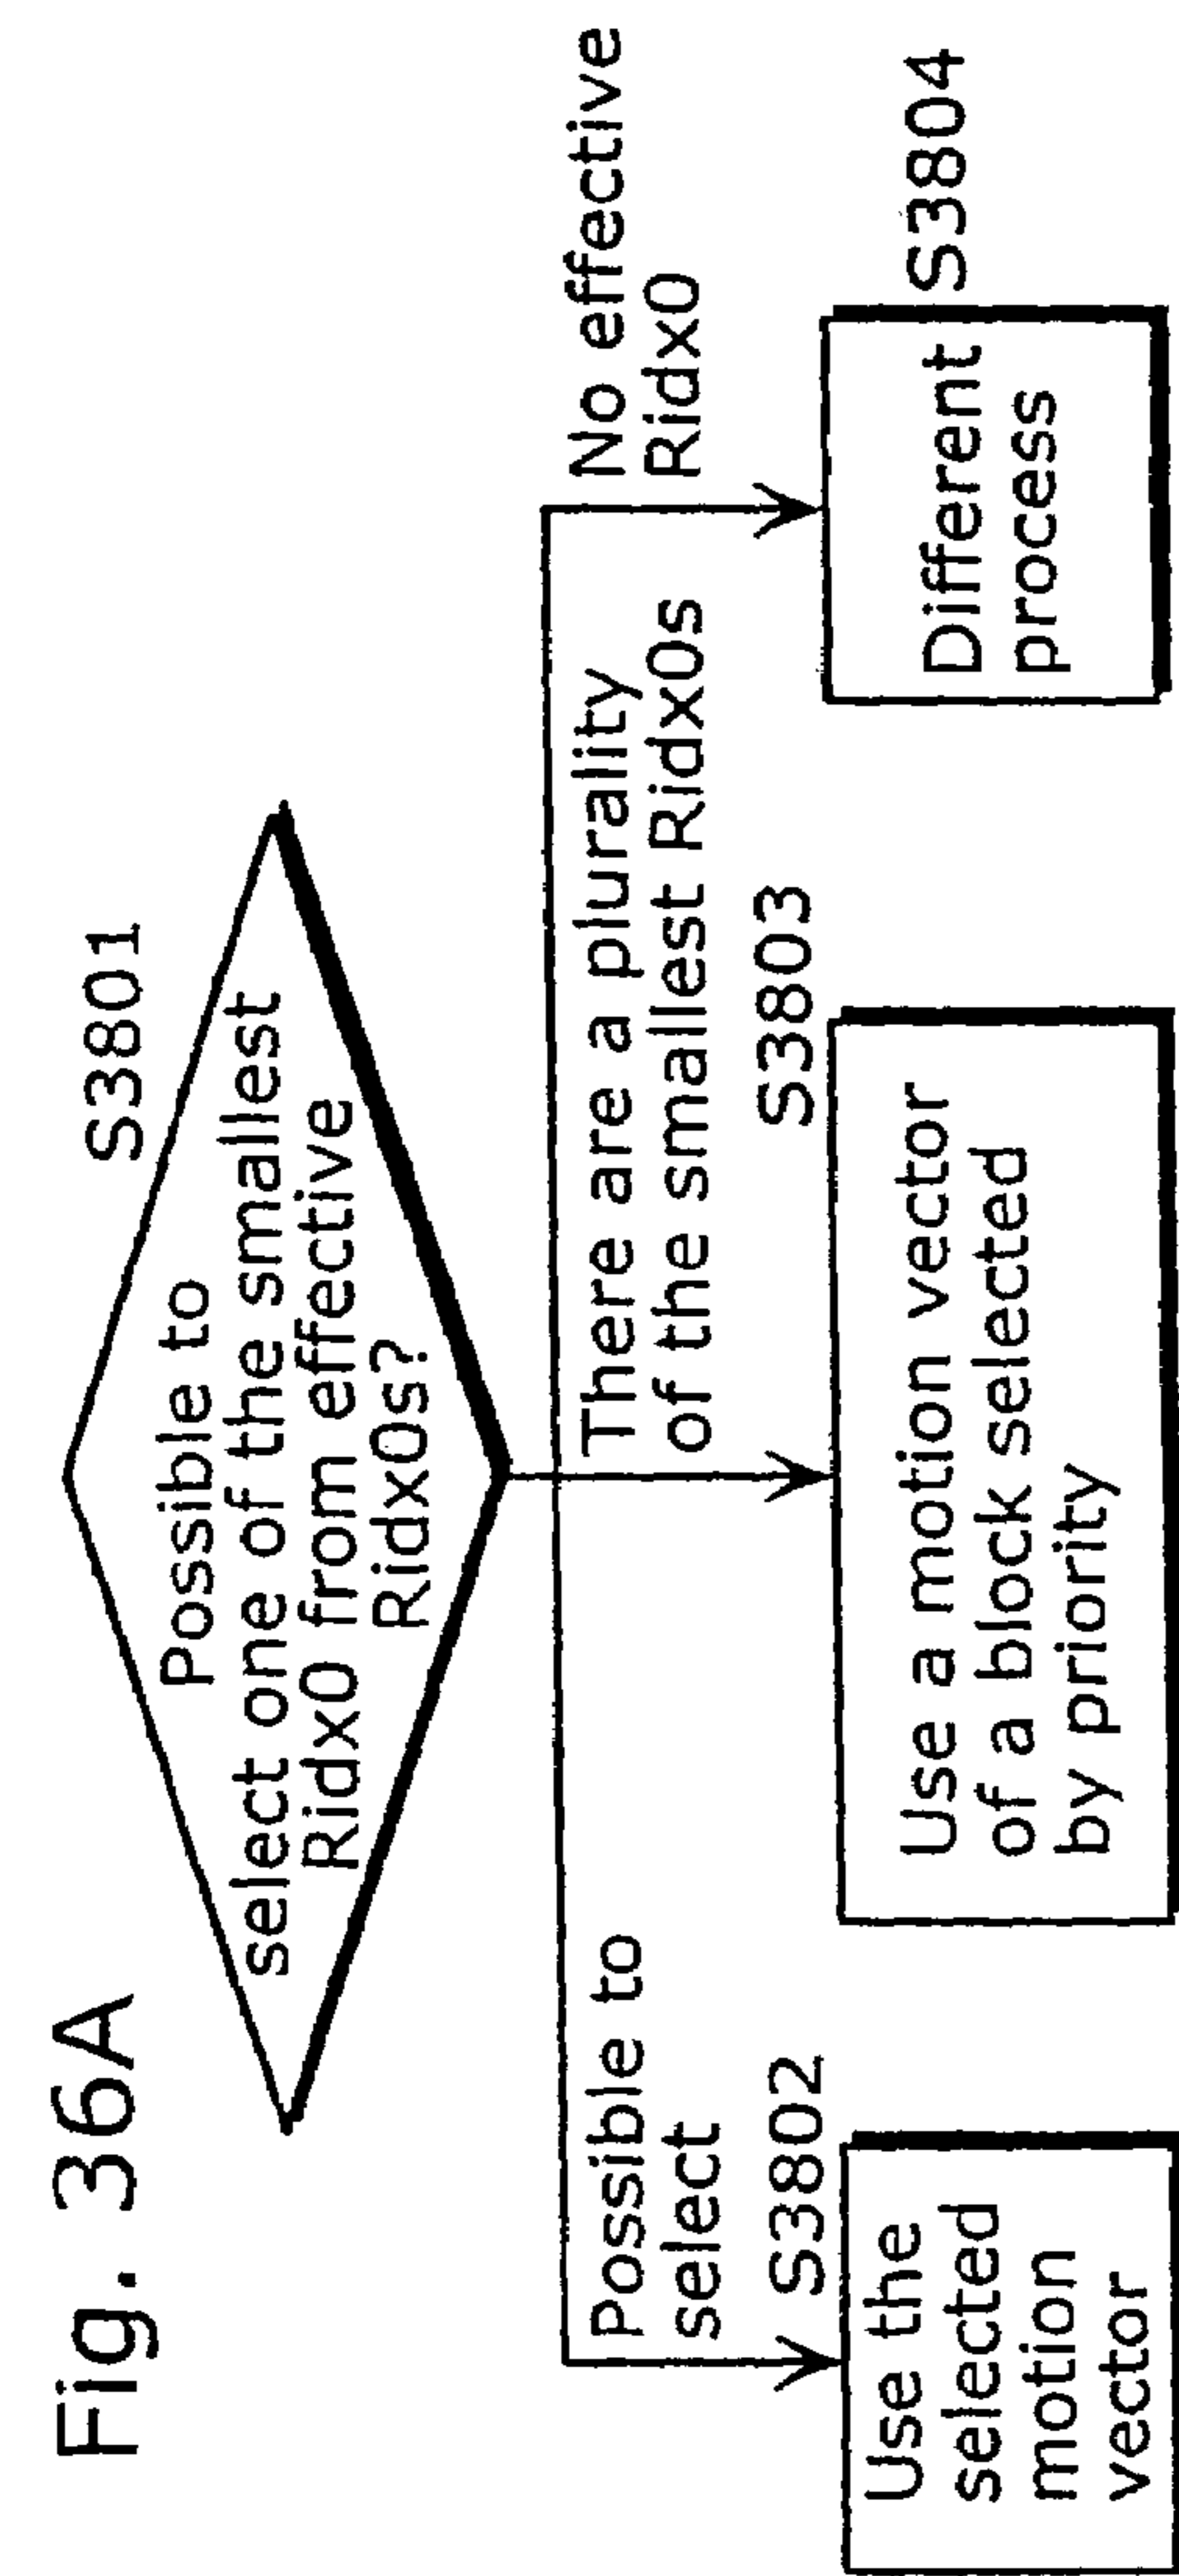 Fig. 36A
S3801
Possible to
select one of the smallest
Ridx0 from effective
Ridx0s?
Possible to
select
There are a plurality
of the smallest Ridx0s
No effective
Ridx0
S3802
Use the
selected
motion
vector
S3803
Use a motion vector
of a block selected
by priority
S3804
Different
process